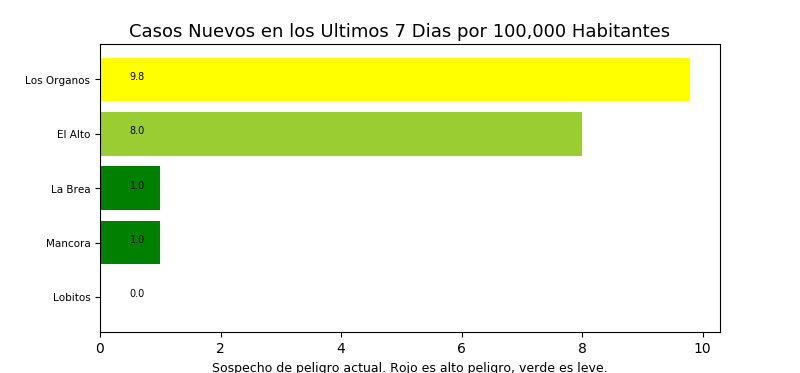 Casos Nuevos en los Ultimos 7 Dias por 100,000 Habitantes
Los Organos 9.8
El Alto 8.0
La Brea 1.0
Mancora 1.0
Lobitos 0.0
0 2 4 6 8 10
Sospecho de peligro actual. Rojo es alto peligro, verde es leve.